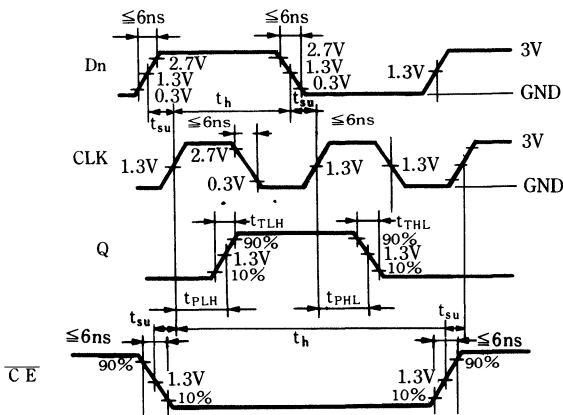 ≦6ns ≦6ns
Dn 2.7V 2.7V 3V
1.3V 1.3V 1.3V
0.3V 0.3V GND
tsu th tsu
≦6ns ≦6ns
CLK 1.3V 2.7V 1.3V 1.3V 3V
0.3V GND
tTLH tTHL
Q 90% 90%
1.3V 1.3V
10% 10%
tPLH tPHL
tsu th tsu
≦6ns ≦6ns
CE 90% 90%
1.3V 1.3V
10% 10%